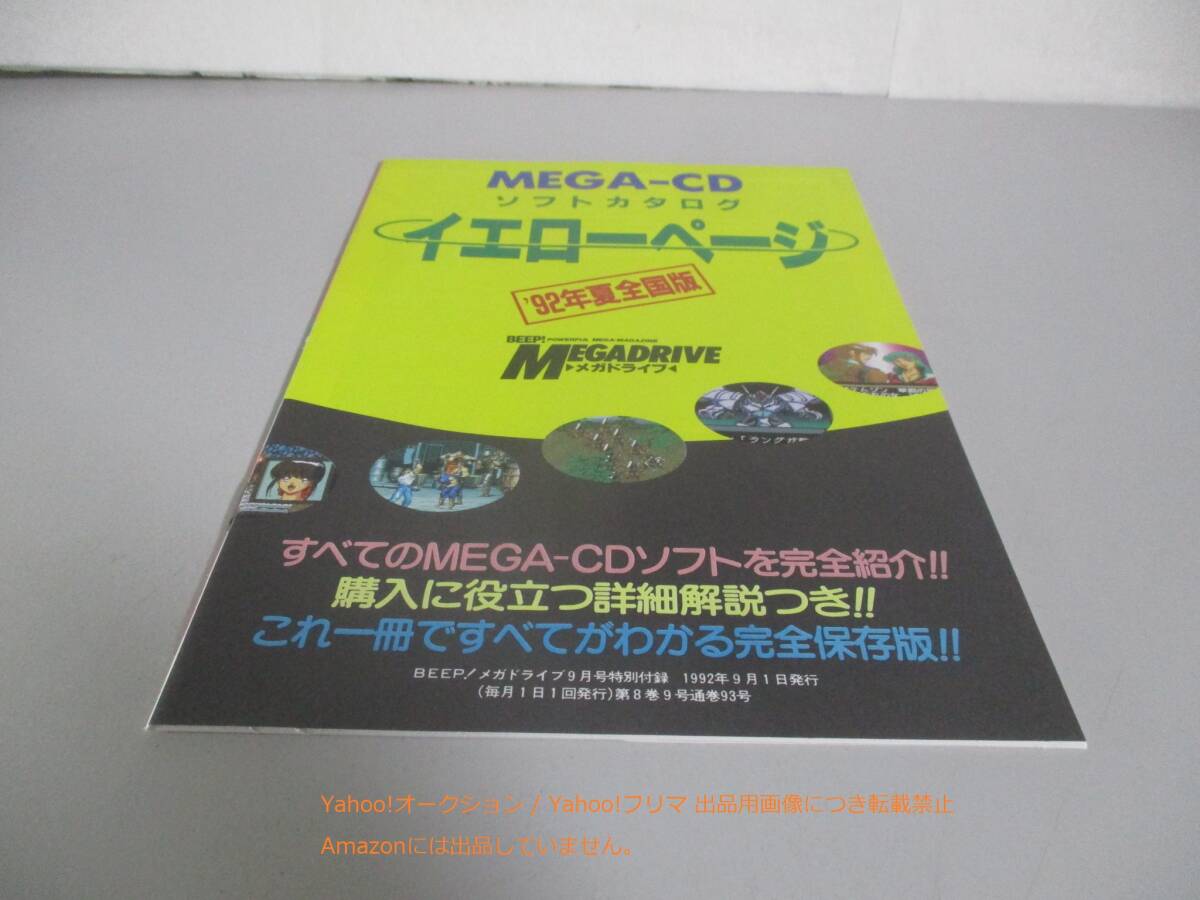 MEGA-CD
ソフトカタログ
イエローページ
'92年夏全国版
BEEP! POWERFUL MEGA-MAGAZINE
MEGADRIVE
▶メガドライブ◀
すべてのMEGA-CDソフトを完全紹介!!
購入に役立つ詳細解説つき!!
これ一冊ですべてがわかる完全保存版!!
BEEP!メガドライブ9月号特別付録 1992年9月1日発行
(毎月1日1回発行)第8巻9号通巻93号
Yahoo!オークション / Yahoo!フリマ 出品用画像につき転載禁止
Amazonには出品していません。